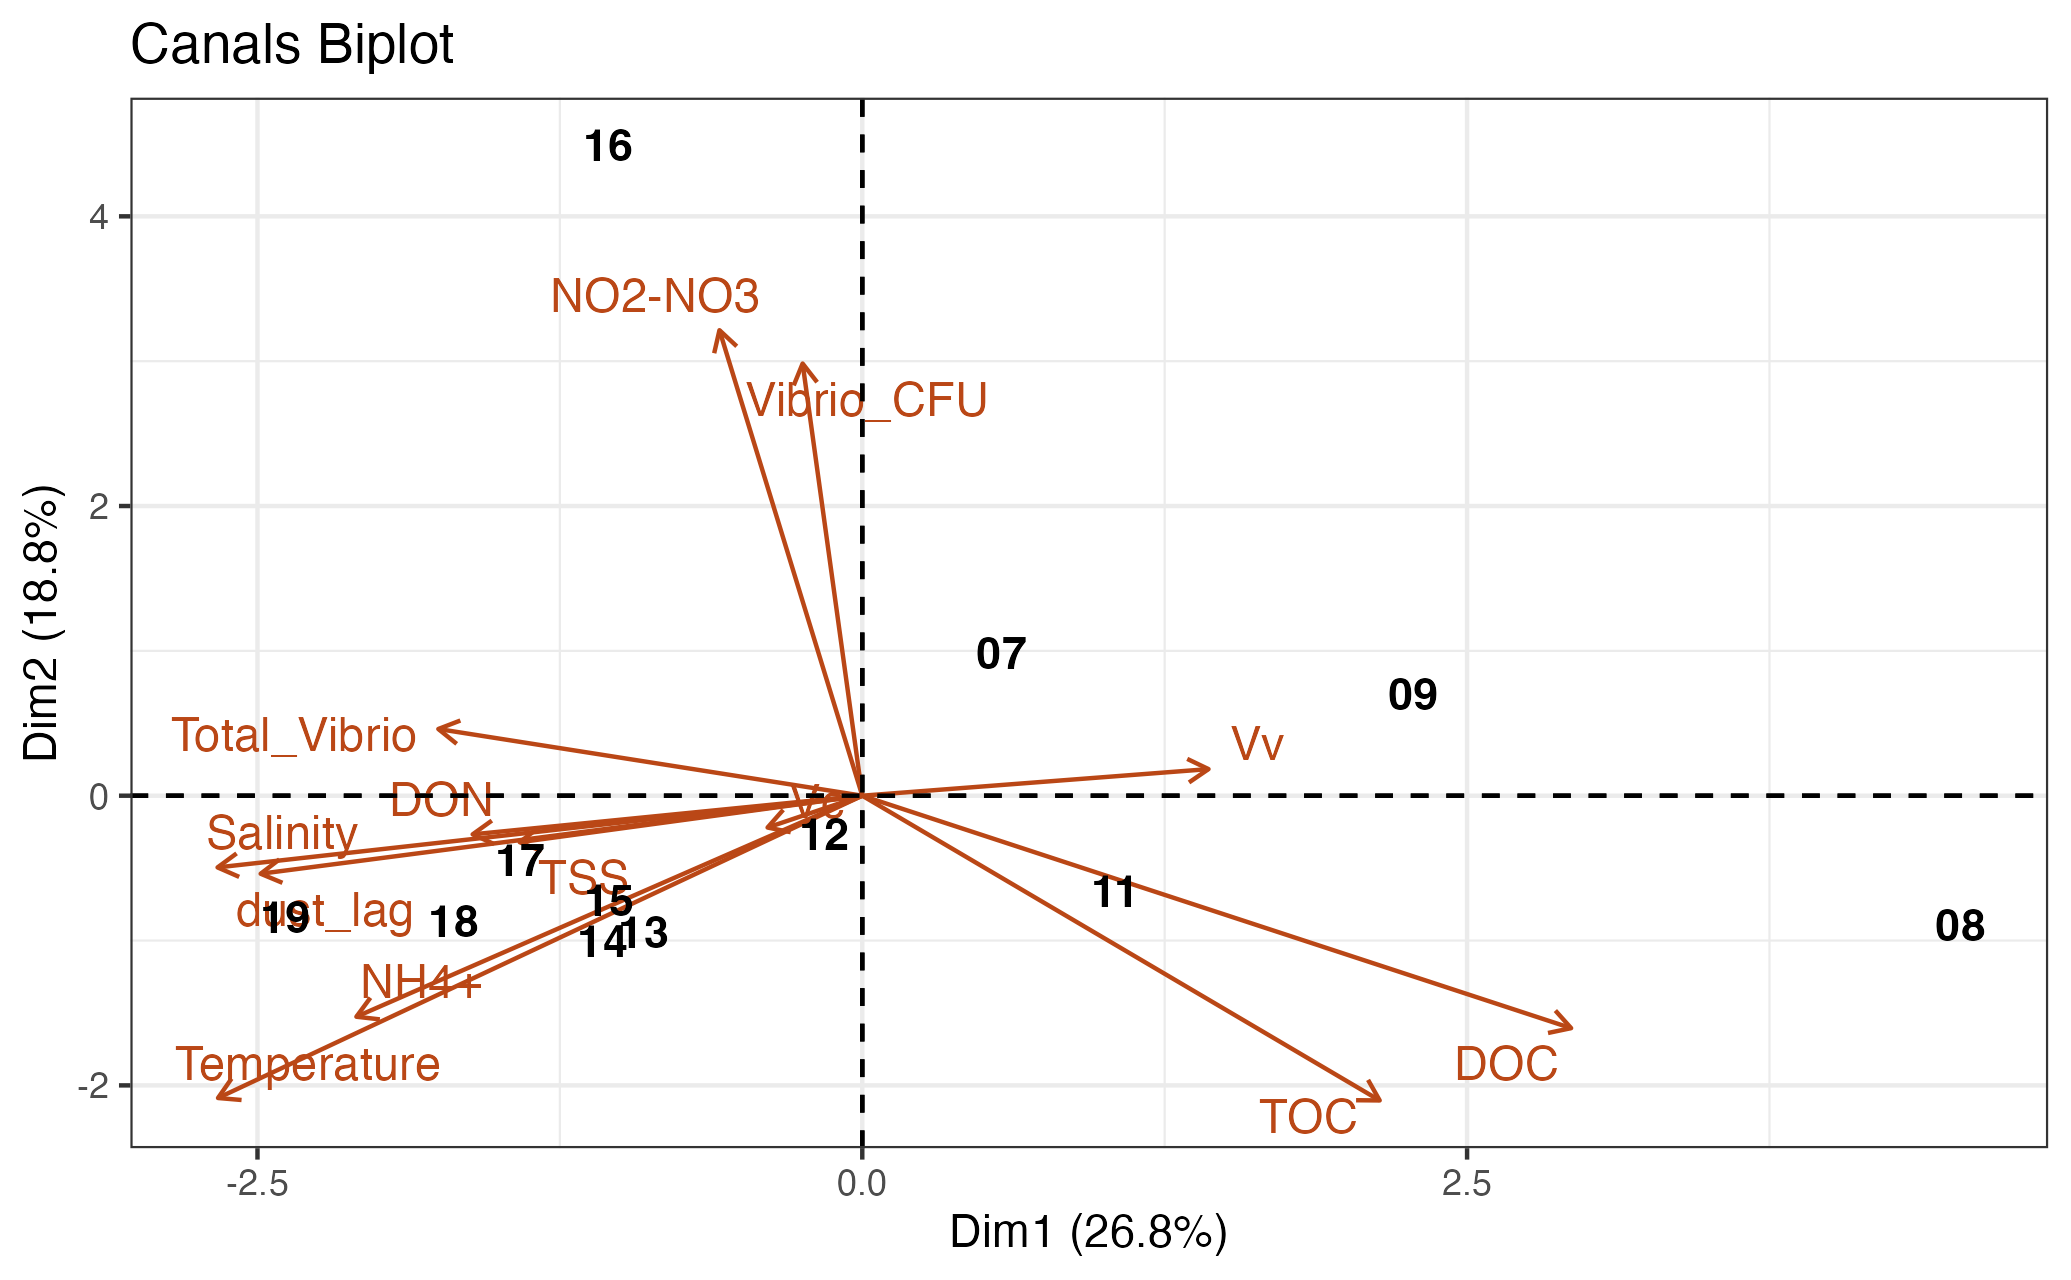 Canals Biplot
16
4
NO2-NO3
Vibrio_CFU
2
07
09
Total_Vibrio
Vv
DON
0
Vc
Salinity
12
17
TSS
15
11
dust_lag
19
18
14
13
08
NH4+
Temperature
DOC
-2
TOC
-2.5
0.0
2.5
Dim1 (26.8%)
Dim2 (18.8%)